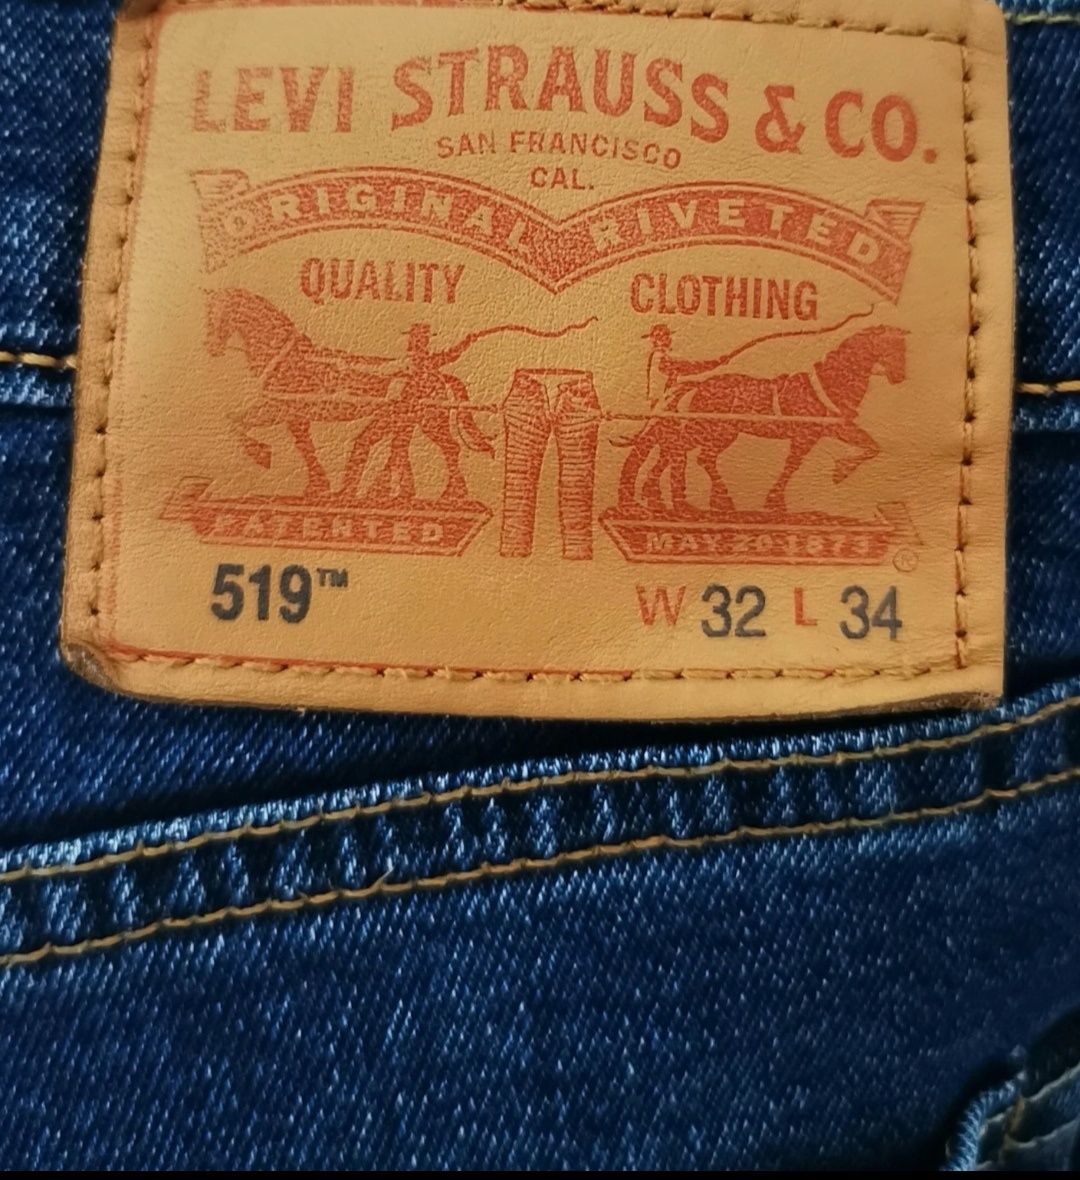 LEVI STRAUSS & CO.
SAN FRANCISCO
CAL.
ORIGINAL RIVETED
QUALITY CLOTHING
PATENTED MAY 20 1873 ®
519™ W 32 L 34